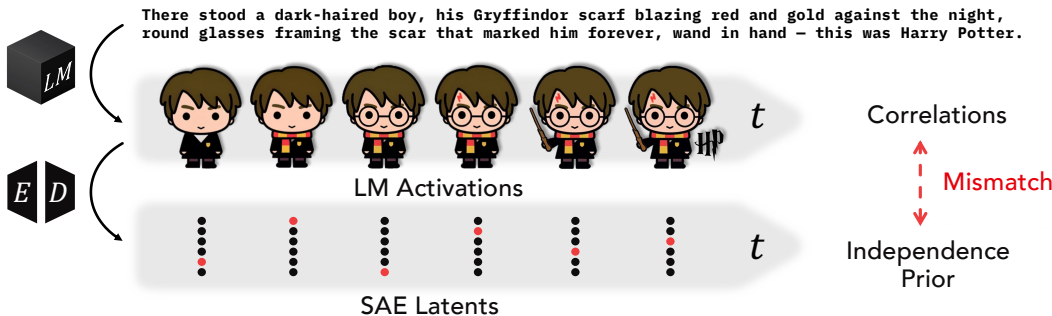 There stood a dark-haired boy, his Gryffindor scarf blazing red and gold against the night,
round glasses framing the scar that marked him forever, wand in hand — this was Harry Potter.
LM
t
Correlations
HP
LM Activations
Mismatch
E D
t
Independence
Prior
SAE Latents